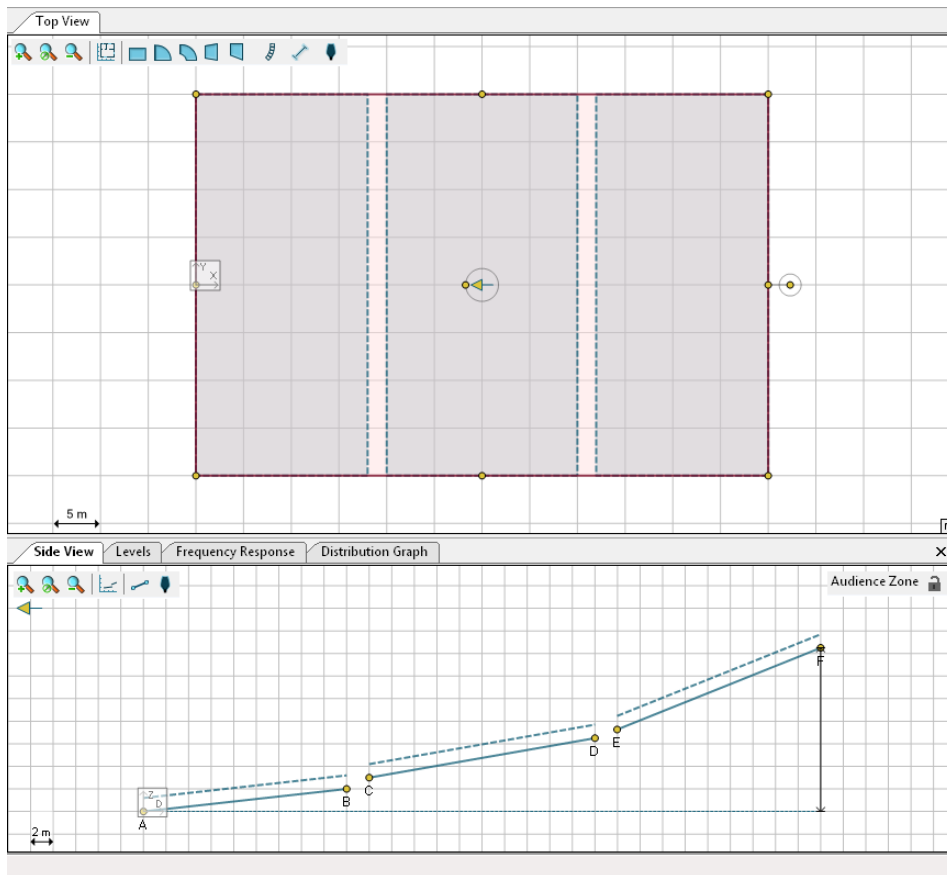 Top View
Y
X
5 m
Side View
Levels
Frequency Response
Distribution Graph
X
Audience Zone
F
D
E
B
C
Z
D
A
2 m